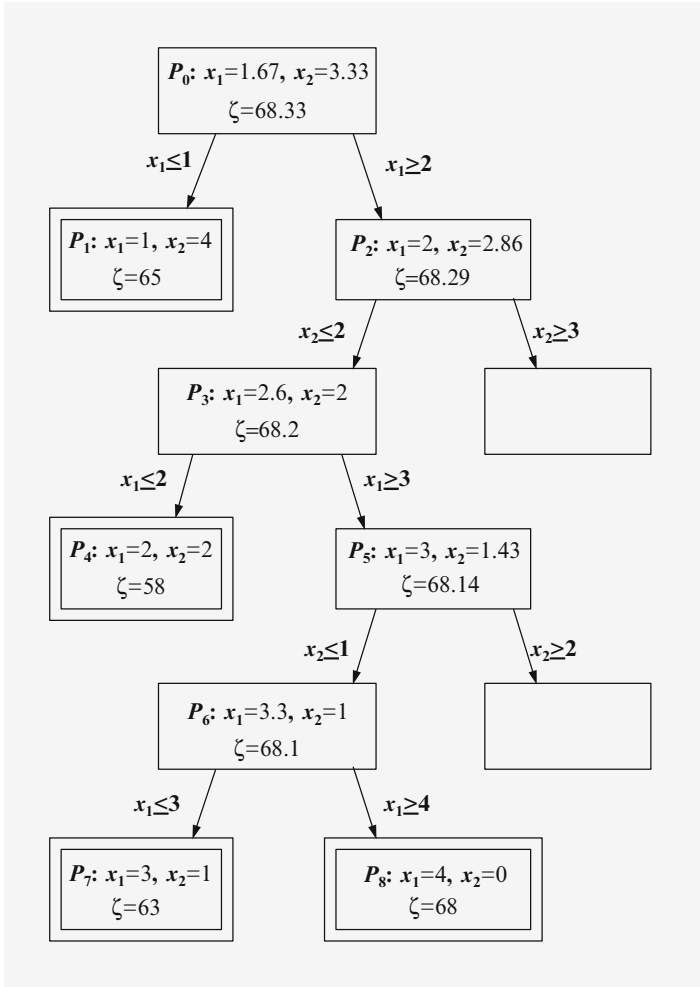 P₀: x₁=1.67, x₂=3.33
ζ=68.33
x₁≤1
x₁≥2
P₁: x₁=1, x₂=4
ζ=65
P₂: x₁=2, x₂=2.86
ζ=68.29
x₂≤2
x₂≥3
P₃: x₁=2.6, x₂=2
ζ=68.2
x₁≤2
x₁≥3
P₄: x₁=2, x₂=2
ζ=58
P₅: x₁=3, x₂=1.43
ζ=68.14
x₂≤1
x₂≥2
P₆: x₁=3.3, x₂=1
ζ=68.1
x₁≤3
x₁≥4
P₇: x₁=3, x₂=1
ζ=63
P₈: x₁=4, x₂=0
ζ=68